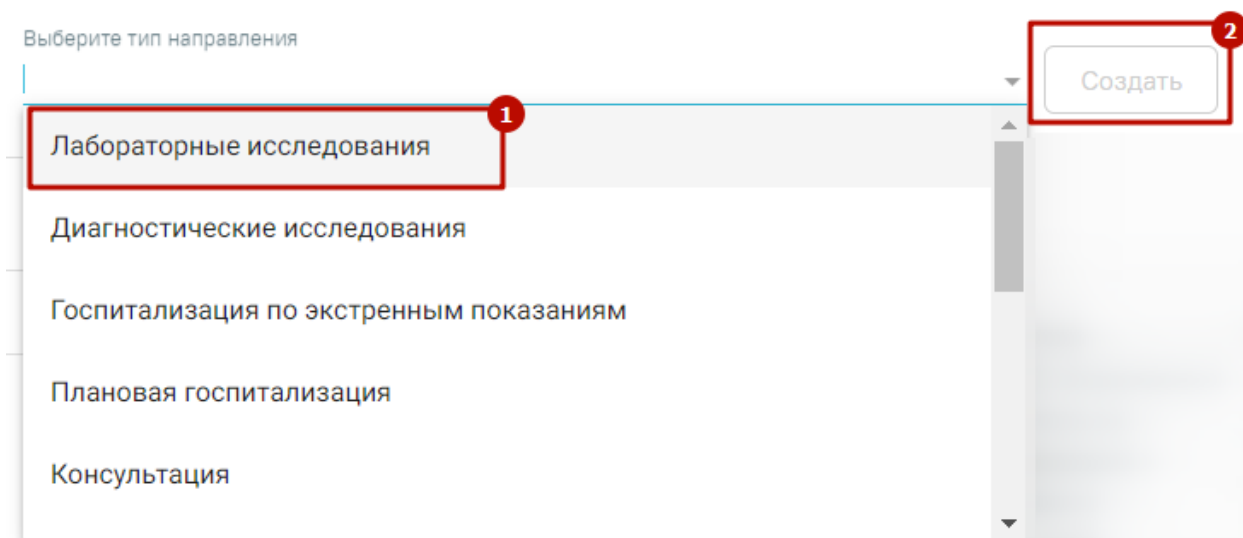 Выберите тип направления
2
Создать
1
Лабораторные исследования
Диагностические исследования
Госпитализация по экстренным показаниям
Плановая госпитализация
Консультация